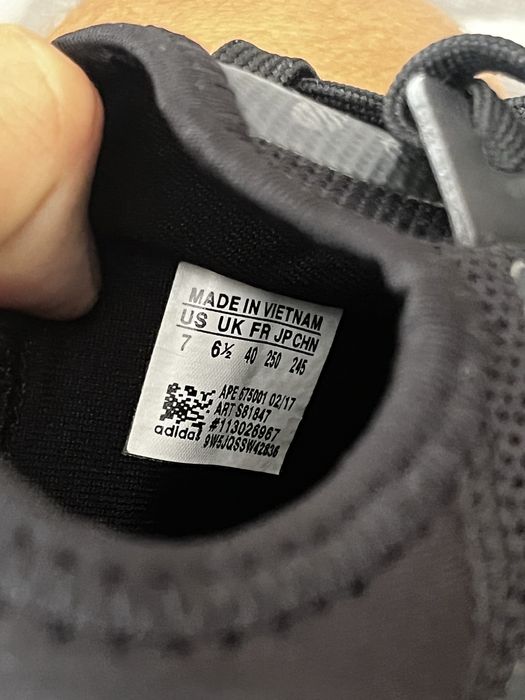 MADE IN VIETNAM
US UK FR JP CHN
7 6½ 40 250 245
APE 675001 02/17
ART S81847
#113026967
adidas 9W5JQSSW42836